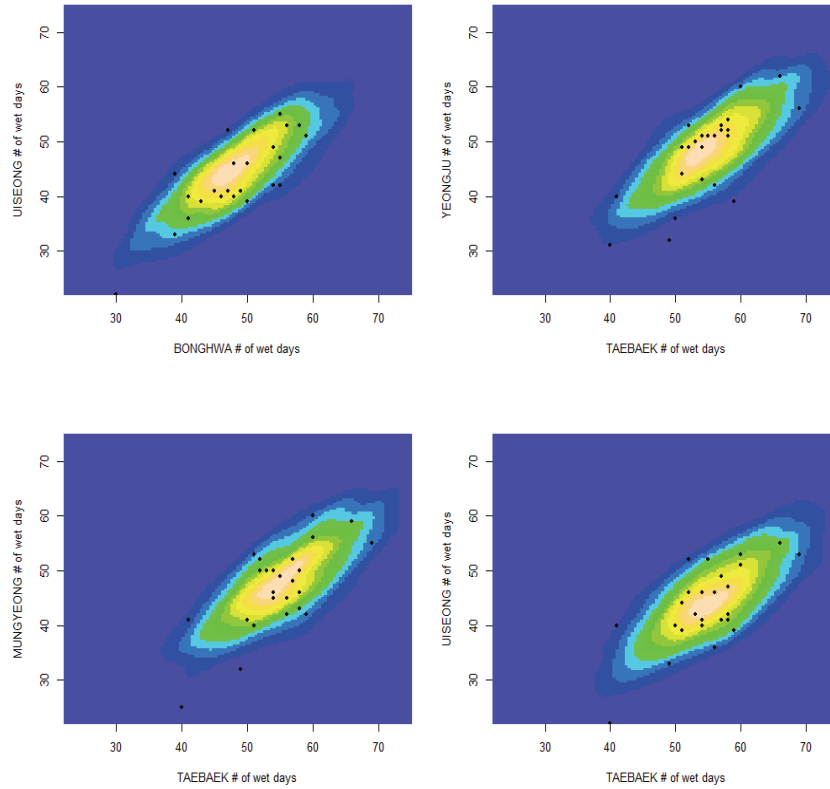 UISEONG # of wet days
70
60
50
40
30
30 40 50 60 70
BONGHWA # of wet days
YEONGJU # of wet days
70
60
50
40
30
30 40 50 60 70
TAEBAEK # of wet days
MUNGYEONG # of wet days
70
60
50
40
30
30 40 50 60 70
TAEBAEK # of wet days
UISEONG # of wet days
70
60
50
40
30
30 40 50 60 70
TAEBAEK # of wet days